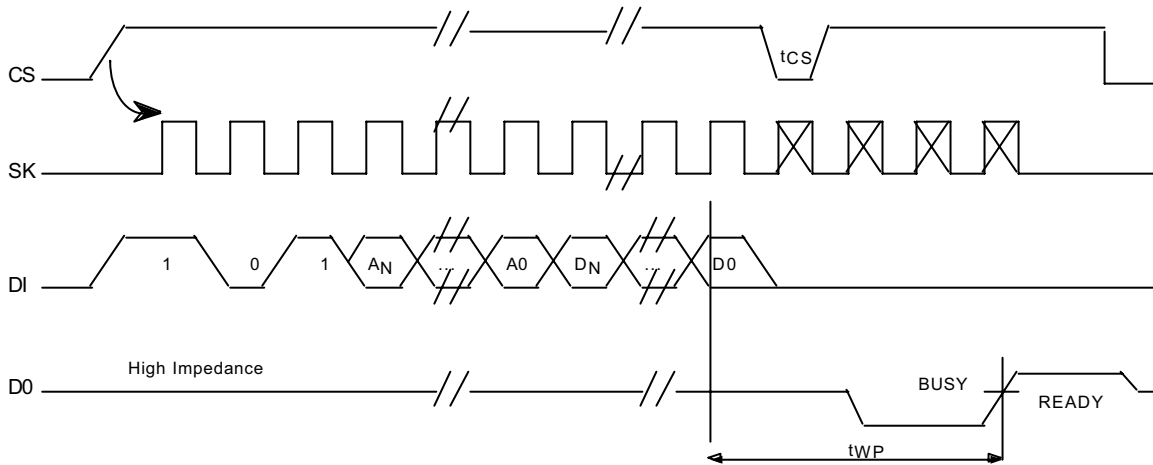 CS
tCS
SK
DI
1 0 1 AN ... A0 DN ... D0
D0
High Impedance
BUSY
READY
tWP